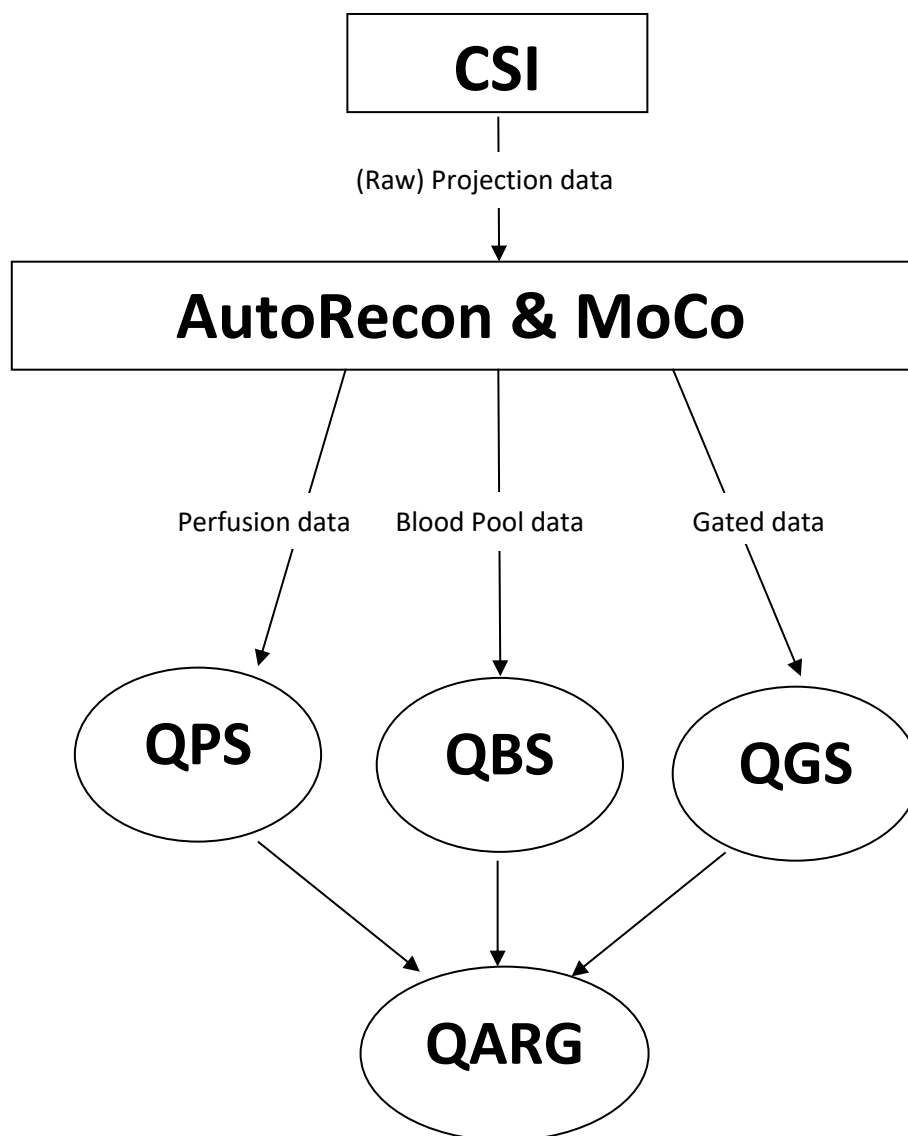 CSI
(Raw) Projection data
AutoRecon & MoCo
Perfusion data
Blood Pool data
Gated data
QPS
QBS
QGS
QARG